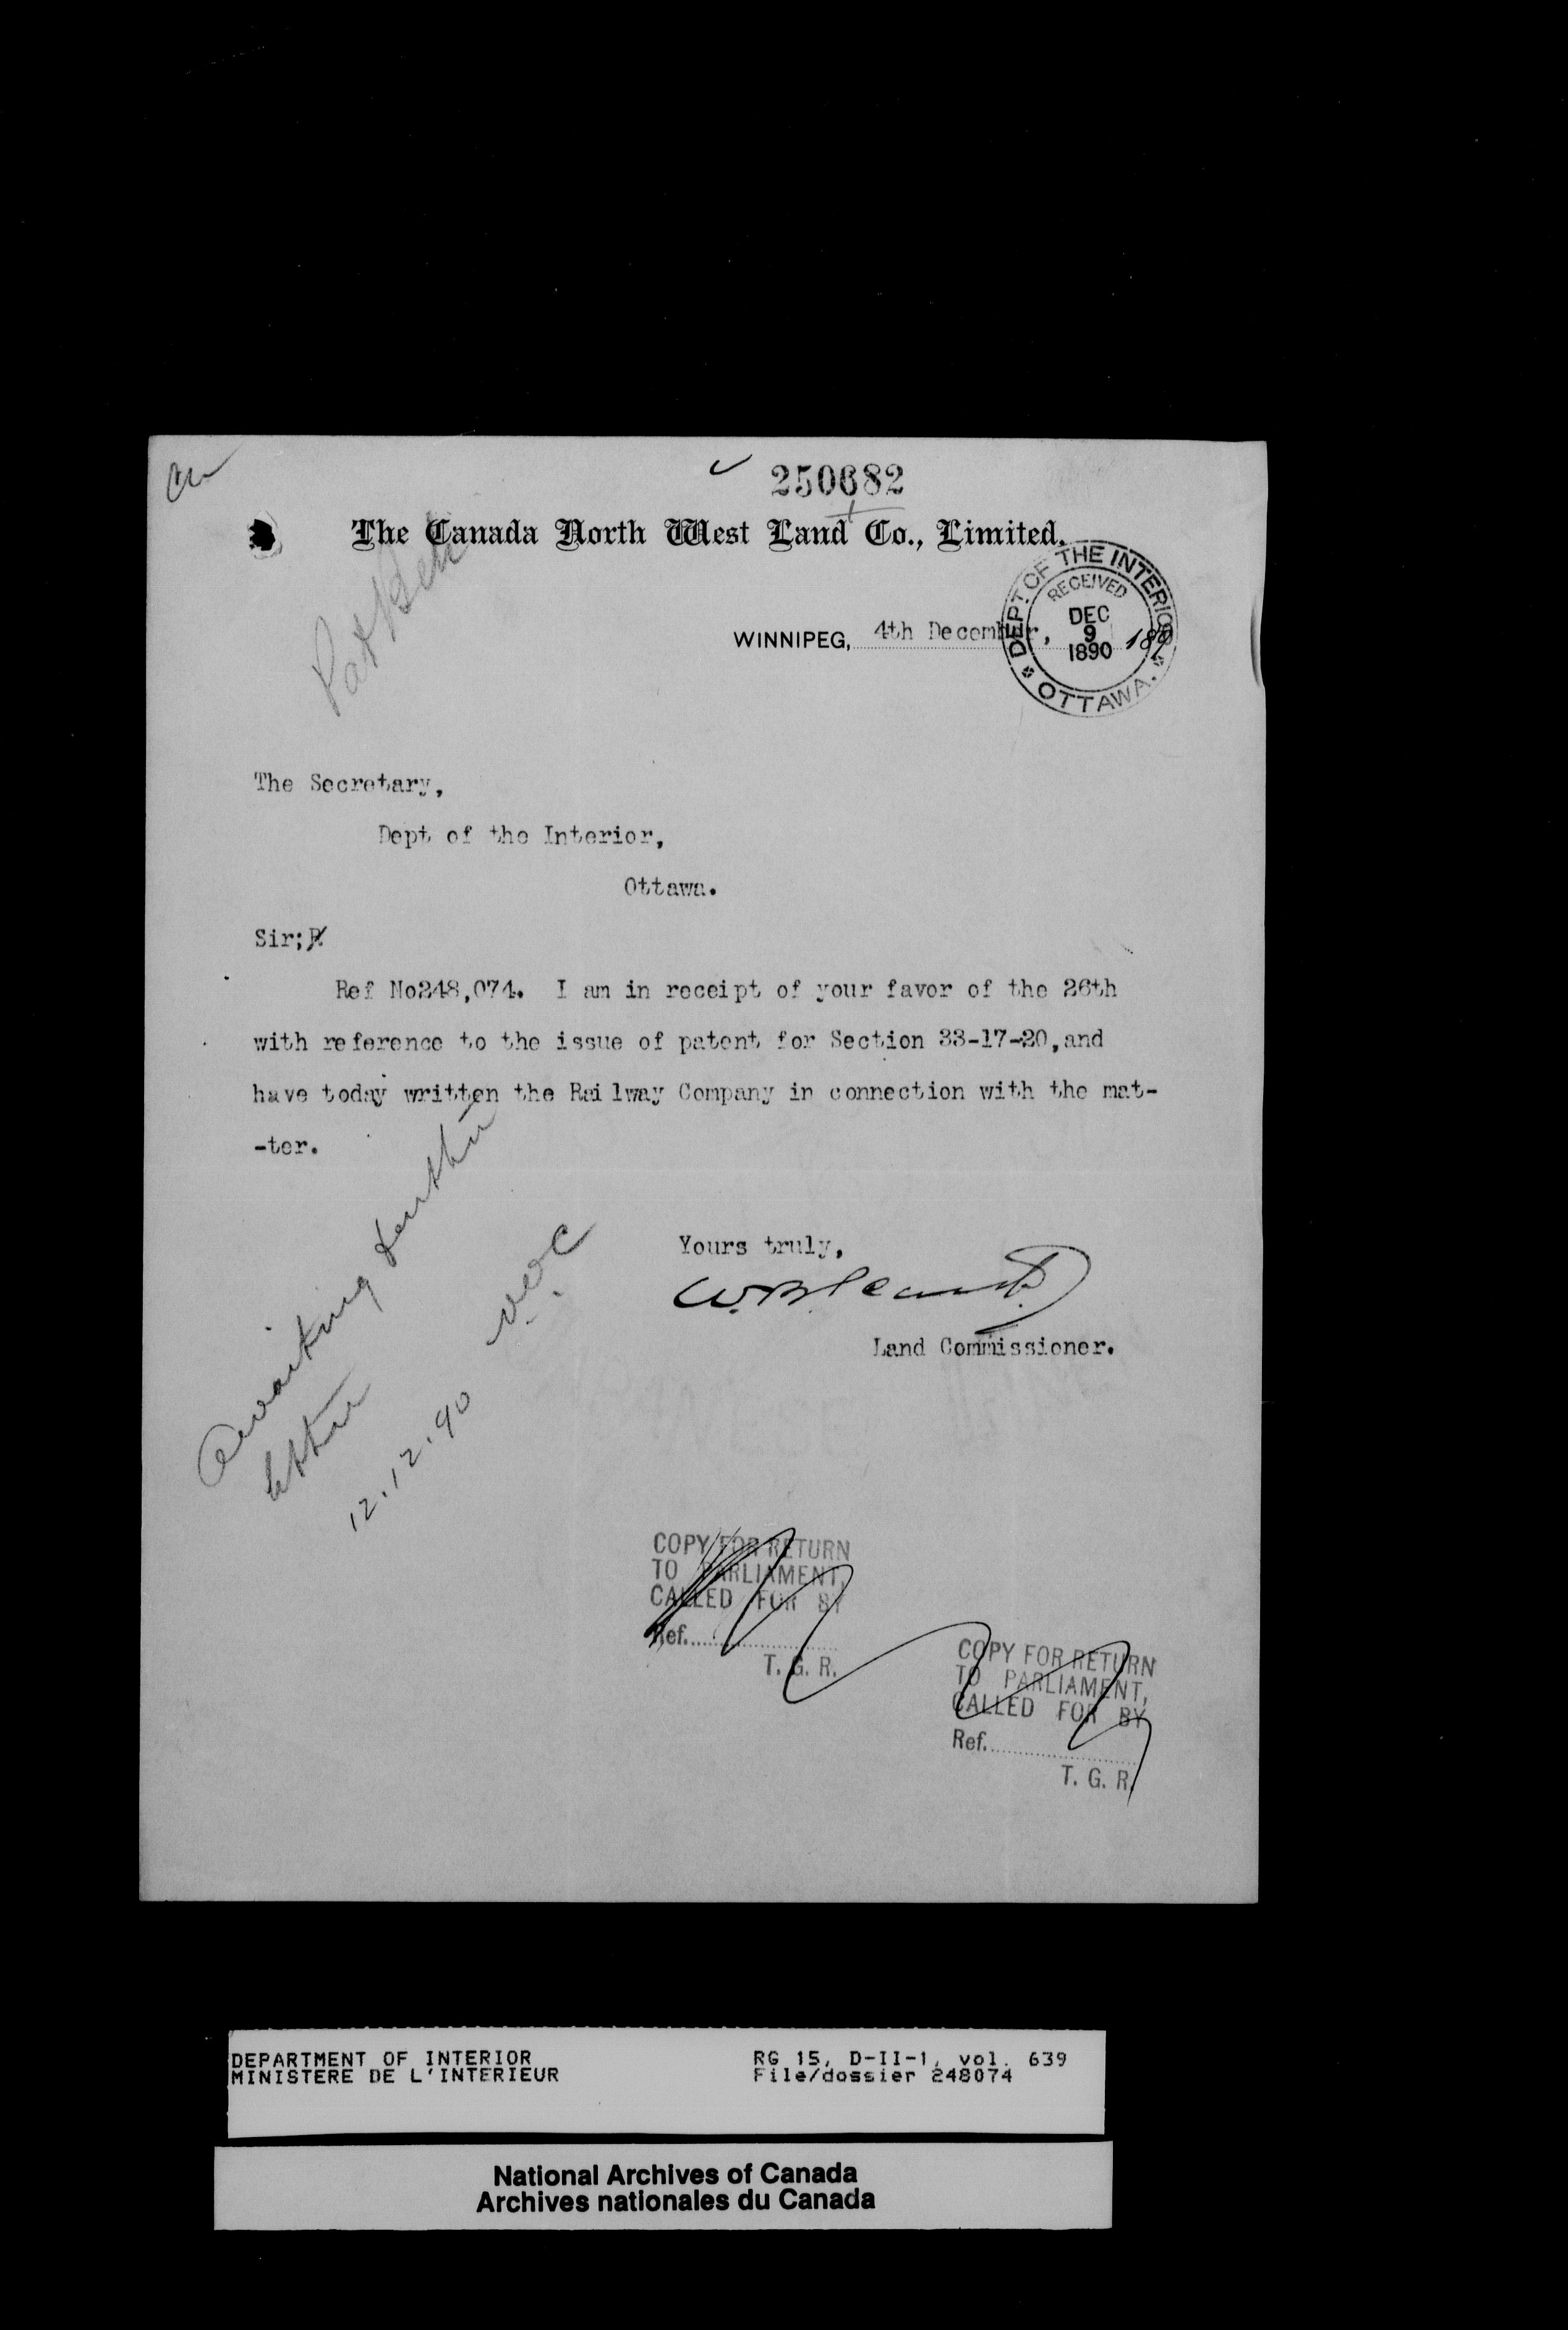 250682
The Canada North West Land Co., Limited.
DEPT. OF THE INTERIOR
RECEIVED
DEC
9
1890
OTTAWA.
WINNIPEG, 4th December, 1890
The Secretary,
Dept of the Interior,
Ottawa.
Sir;
Ref No248,074. I am in receipt of your favor of the 26th
with reference to the issue of patent for Section 33-17-20,and
have today written the Railway Company in connection with the mat-
-ter.
Yours truly,
Land Commissioner.
Awaiting further
letter
12.12.90
COPY FOR RETURN
TO PARLIAMENT,
CALLED FOR BY
Ref.
T. G. R.
COPY FOR RETURN
TO PARLIAMENT,
CALLED FOR BY
Ref.
T. G. R.
DEPARTMENT OF INTERIOR
MINISTERE DE L'INTERIEUR
RG 15, D-II-1, vol. 639
File/dossier 248074
National Archives of Canada
Archives nationales du Canada